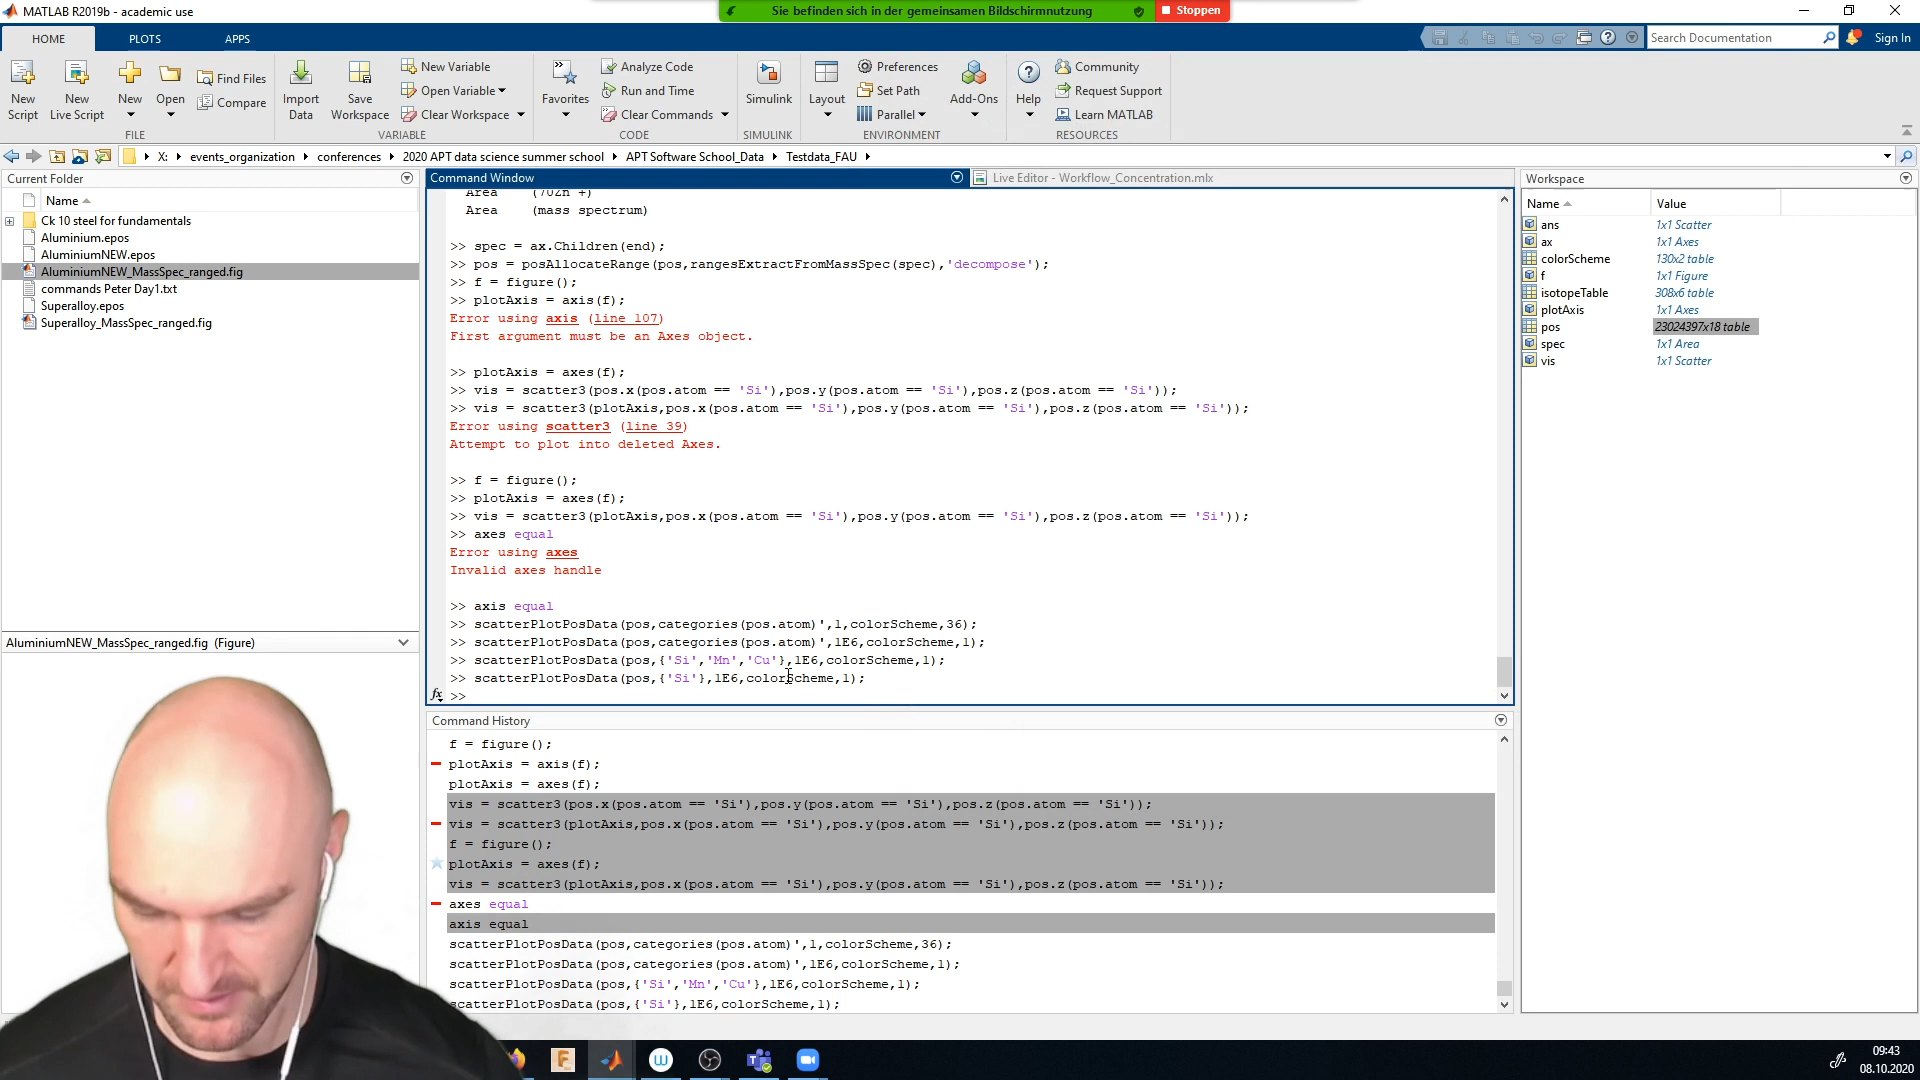 MATLAB R2019b - academic use
Sie befinden sich in der gemeinsamen Bildschirmnutzung
Stoppen
HOME
PLOTS
APPS
Search Documentation
Sign In
New Script
New Live Script
New
Open
Find Files
Compare
FILE
Import Data
Save Workspace
New Variable
Open Variable
Clear Workspace
VARIABLE
Favorites
Analyze Code
Run and Time
Clear Commands
CODE
Simulink
SIMULINK
Layout
Preferences
Set Path
Parallel
Add-Ons
ENVIRONMENT
Help
Community
Request Support
Learn MATLAB
RESOURCES
X: events_organization conferences 2020 APT data science summer school APT Software School_Data Testdata_FAU
Current Folder
Name
Ck 10 steel for fundamentals
Aluminium.epos
AluminiumNEW.epos
AluminiumNEW_MassSpec_ranged.fig
commands Peter Day1.txt
Superalloy.epos
Superalloy_MassSpec_ranged.fig
AluminiumNEW_MassSpec_ranged.fig (Figure)
Command Window
Live Editor - Workflow_Concentration.mlx
Area (70Zn +)
Area (mass spectrum)
>> spec = ax.Children(end);
>> pos = posAllocateRange(pos,rangesExtractFromMassSpec(spec),'decompose');
>> f = figure();
>> plotAxis = axis(f);
Error using axis (line 107)
First argument must be an Axes object.
>> plotAxis = axes(f);
>> vis = scatter3(pos.x(pos.atom == 'Si'),pos.y(pos.atom == 'Si'),pos.z(pos.atom == 'Si'));
>> vis = scatter3(plotAxis,pos.x(pos.atom == 'Si'),pos.y(pos.atom == 'Si'),pos.z(pos.atom == 'Si'));
Error using scatter3 (line 39)
Attempt to plot into deleted Axes.
>> f = figure();
>> plotAxis = axes(f);
>> vis = scatter3(plotAxis,pos.x(pos.atom == 'Si'),pos.y(pos.atom == 'Si'),pos.z(pos.atom == 'Si'));
>> axes equal
Error using axes
Invalid axes handle
>> axis equal
>> scatterPlotPosData(pos,categories(pos.atom)',1,colorScheme,36);
>> scatterPlotPosData(pos,categories(pos.atom)',1E6,colorScheme,1);
>> scatterPlotPosData(pos,{'Si','Mn','Cu'},1E6,colorScheme,1);
>> scatterPlotPosData(pos,{'Si'},1E6,colorScheme,1);
fx >>
Command History
f = figure();
plotAxis = axis(f);
plotAxis = axes(f);
vis = scatter3(pos.x(pos.atom == 'Si'),pos.y(pos.atom == 'Si'),pos.z(pos.atom == 'Si'));
vis = scatter3(plotAxis,pos.x(pos.atom == 'Si'),pos.y(pos.atom == 'Si'),pos.z(pos.atom == 'Si'));
f = figure();
plotAxis = axes(f);
vis = scatter3(plotAxis,pos.x(pos.atom == 'Si'),pos.y(pos.atom == 'Si'),pos.z(pos.atom == 'Si'));
axes equal
axis equal
scatterPlotPosData(pos,categories(pos.atom)',1,colorScheme,36);
scatterPlotPosData(pos,categories(pos.atom)',1E6,colorScheme,1);
scatterPlotPosData(pos,{'Si','Mn','Cu'},1E6,colorScheme,1);
scatterPlotPosData(pos,{'Si'},1E6,colorScheme,1);
Workspace
Name Value
ans 1x1 Scatter
ax 1x1 Axes
colorScheme 130x2 table
f 1x1 Figure
isotopeTable 308x6 table
plotAxis 1x1 Axes
pos 23024397x18 table
spec 1x1 Area
vis 1x1 Scatter
09:43
08.10.2020